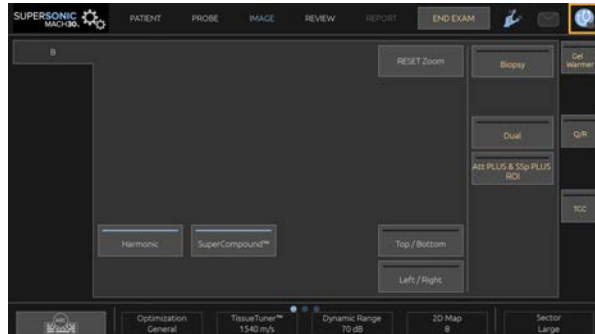 SUPERSONIC
MACH30.
PATIENT
PROBE
IMAGE
REVIEW
REPORT
END EXAM
B
RESET Zoom
Biopsy
Gel
Warmer
Dual
Q/R
Att PLUS & SSp PLUS
ROI
TGC
Harmonic
SuperCompound™
Top / Bottom
Left / Right
Optimization
General
TissueTuner™
1540 m/s
Dynamic Range
70 dB
2D Map
8
Sector
Large